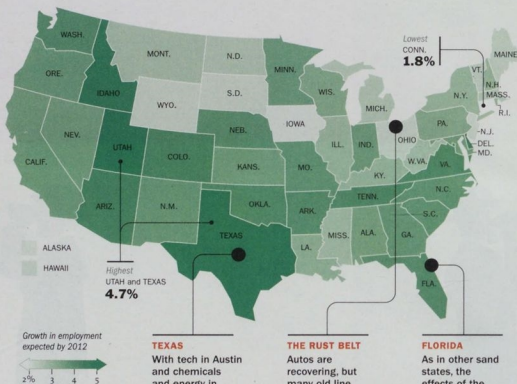 WASH.
MONT.
N.D.
MINN.
ORE.
IDAHO
WYO.
S.D.
WIS.
MICH.
Lowest
CONN.
1.8%
MAINE
VT.
N.H.
MASS.
R.I.
N.Y.
N.J.
DEL.
MD.
PA.
NEB.
IOWA
ILL.
IND.
OHIO
W.VA
VA.
NEV.
UTAH
COLO.
KANS.
MO.
KY.
CALIF.
ARIZ.
N.M.
OKLA.
ARK.
TENN.
N.C.
S.C.
TEXAS
LA.
MISS.
ALA.
GA.
FLA.
ALASKA
HAWAII
Highest
UTAH and TEXAS
4.7%
Growth in employment
expected by 2012
2% 3 4 5
TEXAS
With tech in Austin
and chemicals
and energy in
THE RUST BELT
Autos are
recovering, but
many old line
FLORIDA
As in other sand
states, the
effects of the